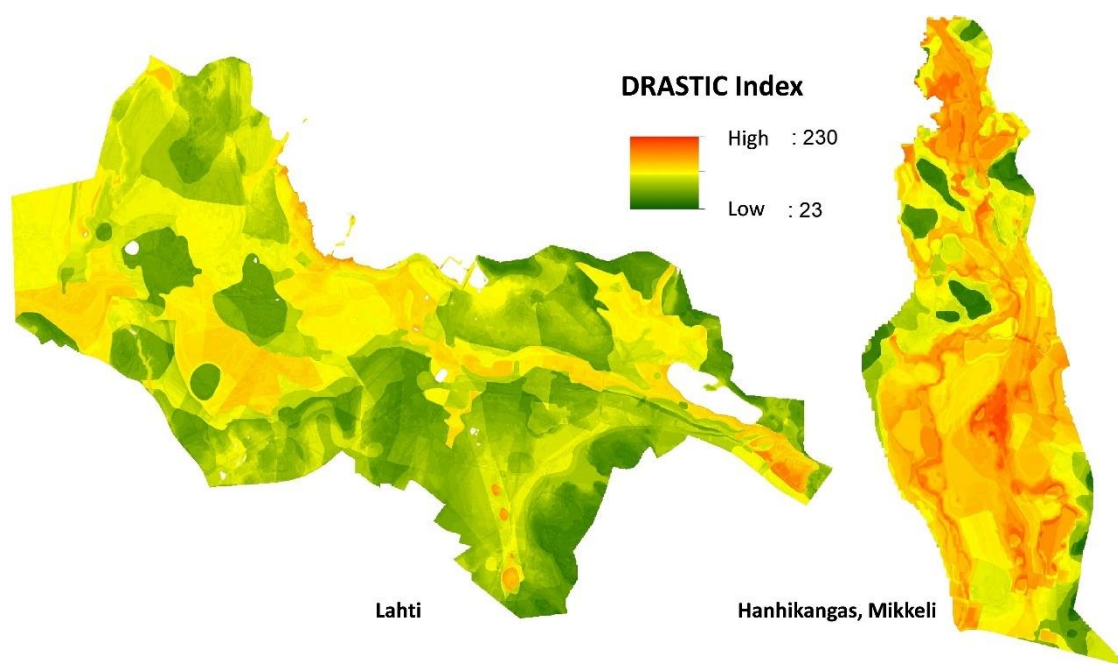 DRASTIC Index
High : 230
Low : 23
Lahti
Hanhikangas, Mikkeli